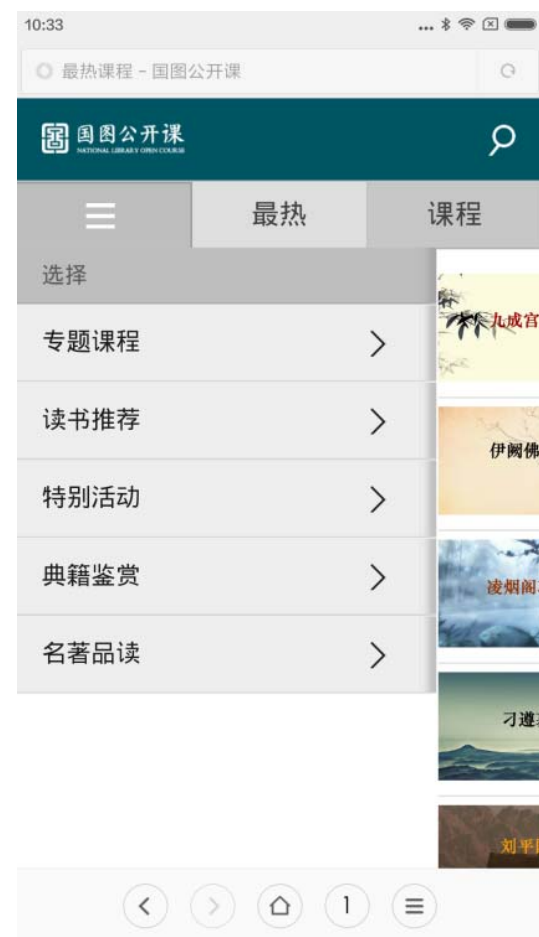 10:33
最热课程 - 国图公开课
国图公开课
NATIONAL LIBRARY OPEN COURSE
最热
课程
选择
专题课程
读书推荐
特别活动
典籍鉴赏
名著品读
九成宫
伊阙佛
凌烟阁
刁遵
刘平
1